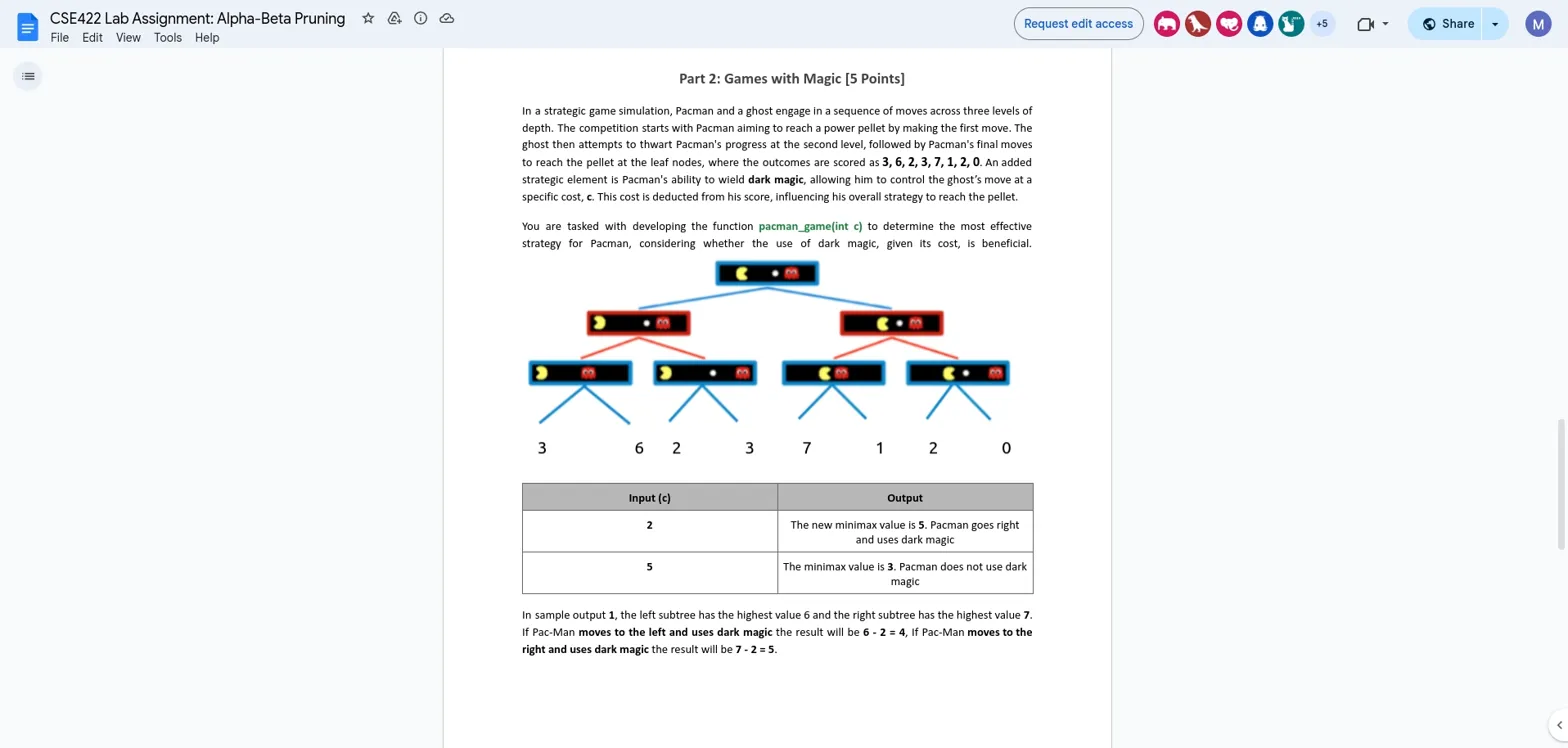 CSE422 Lab Assignment: Alpha-Beta Pruning
File Edit View Tools Help
Request edit access
+5
Share
M
Part 2: Games with Magic [5 Points]
In a strategic game simulation, Pacman and a ghost engage in a sequence of moves across three levels of
depth. The competition starts with Pacman aiming to reach a power pellet by making the first move. The
ghost then attempts to thwart Pacman's progress at the second level, followed by Pacman's final moves
to reach the pellet at the leaf nodes, where the outcomes are scored as 3, 6, 2, 3, 7, 1, 2, 0. An added
strategic element is Pacman's ability to wield dark magic, allowing him to control the ghost’s move at a
specific cost, c. This cost is deducted from his score, influencing his overall strategy to reach the pellet.
You are tasked with developing the function pacman_game(int c) to determine the most effective
strategy for Pacman, considering whether the use of dark magic, given its cost, is beneficial.
3 6 2 3 7 1 2 0
Input (c) Output
2 The new minimax value is 5. Pacman goes right
and uses dark magic
5 The minimax value is 3. Pacman does not use dark
magic
In sample output 1, the left subtree has the highest value 6 and the right subtree has the highest value 7.
If Pac-Man moves to the left and uses dark magic the result will be 6 - 2 = 4, If Pac-Man moves to the
right and uses dark magic the result will be 7 - 2 = 5.